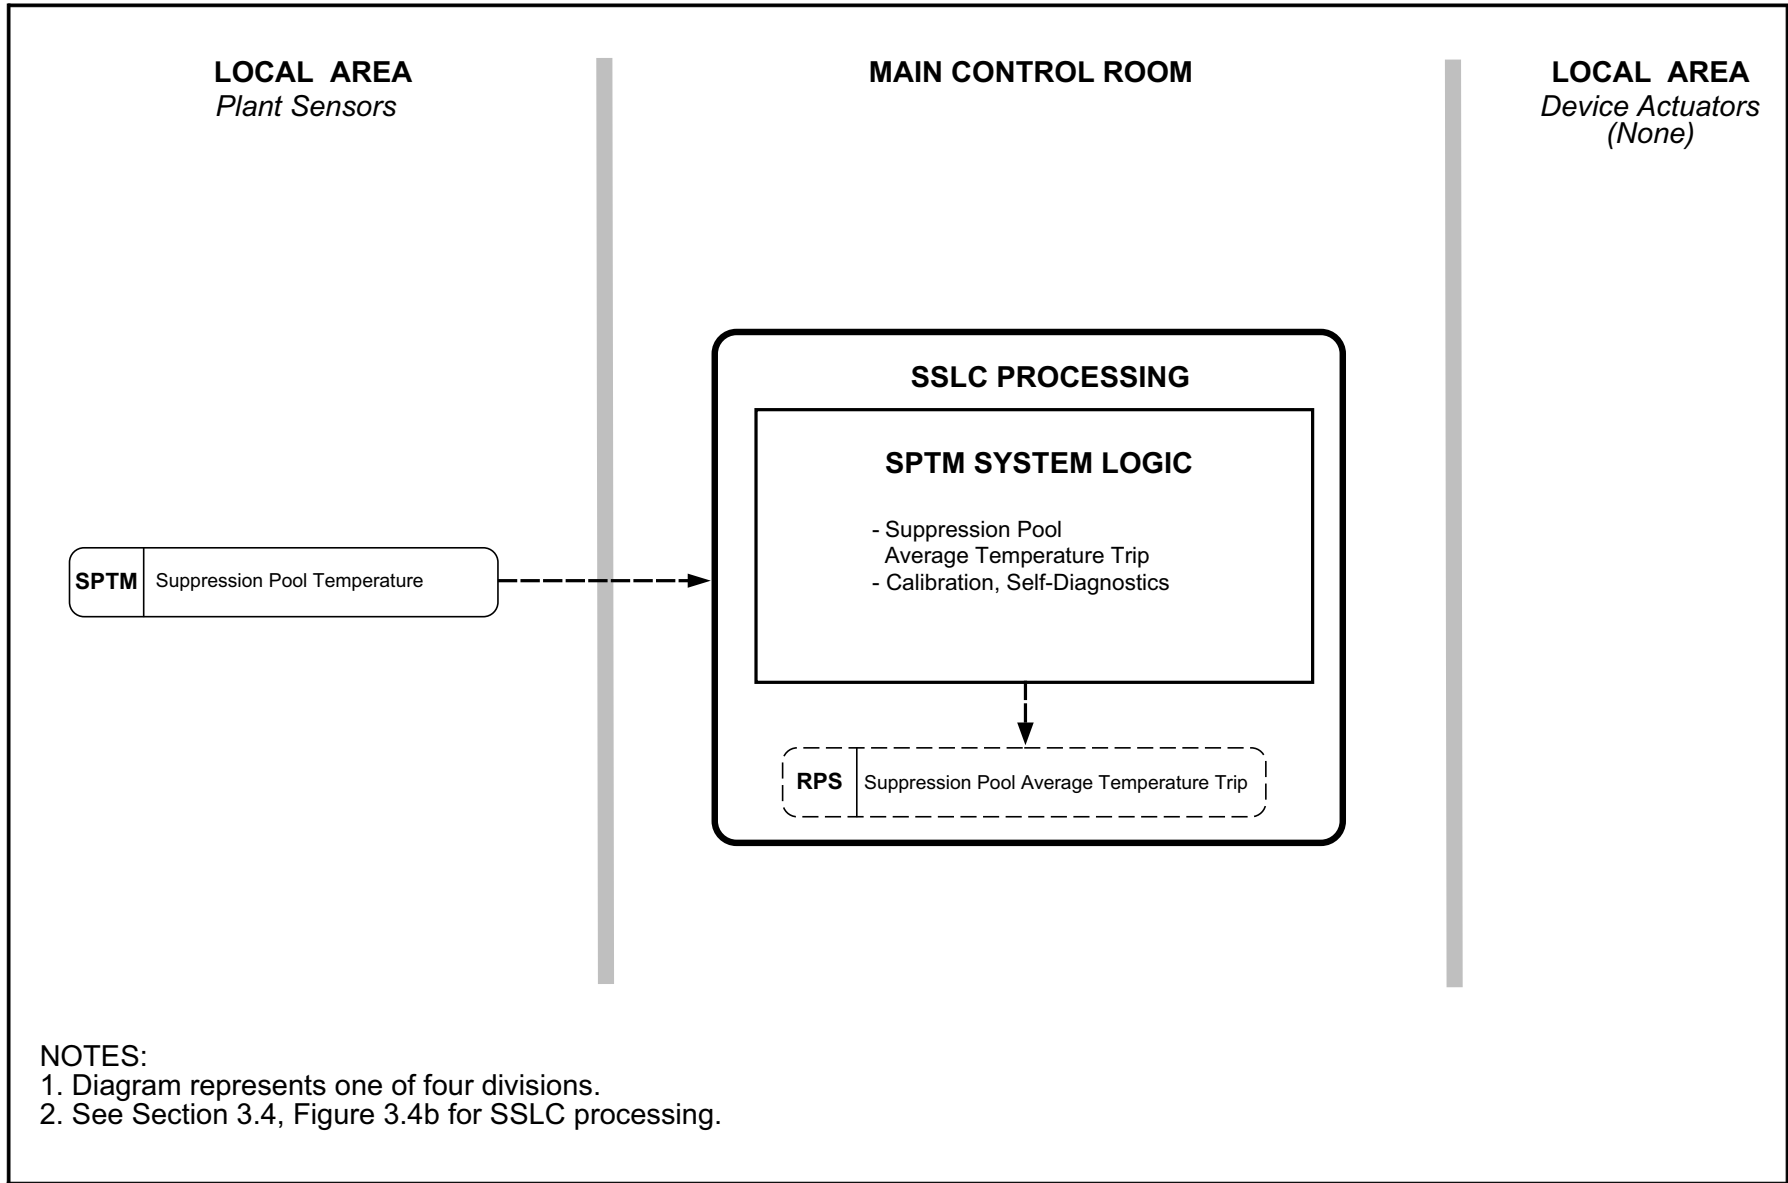 LOCAL AREA
Plant Sensors
MAIN CONTROL ROOM
LOCAL AREA
Device Actuators
(None)
SSLC PROCESSING
SPTM SYSTEM LOGIC
- Suppression Pool
Average Temperature Trip
- Calibration, Self-Diagnostics
SPTM Suppression Pool Temperature
RPS Suppression Pool Average Temperature Trip
NOTES:
1. Diagram represents one of four divisions.
2. See Section 3.4, Figure 3.4b for SSLC processing.